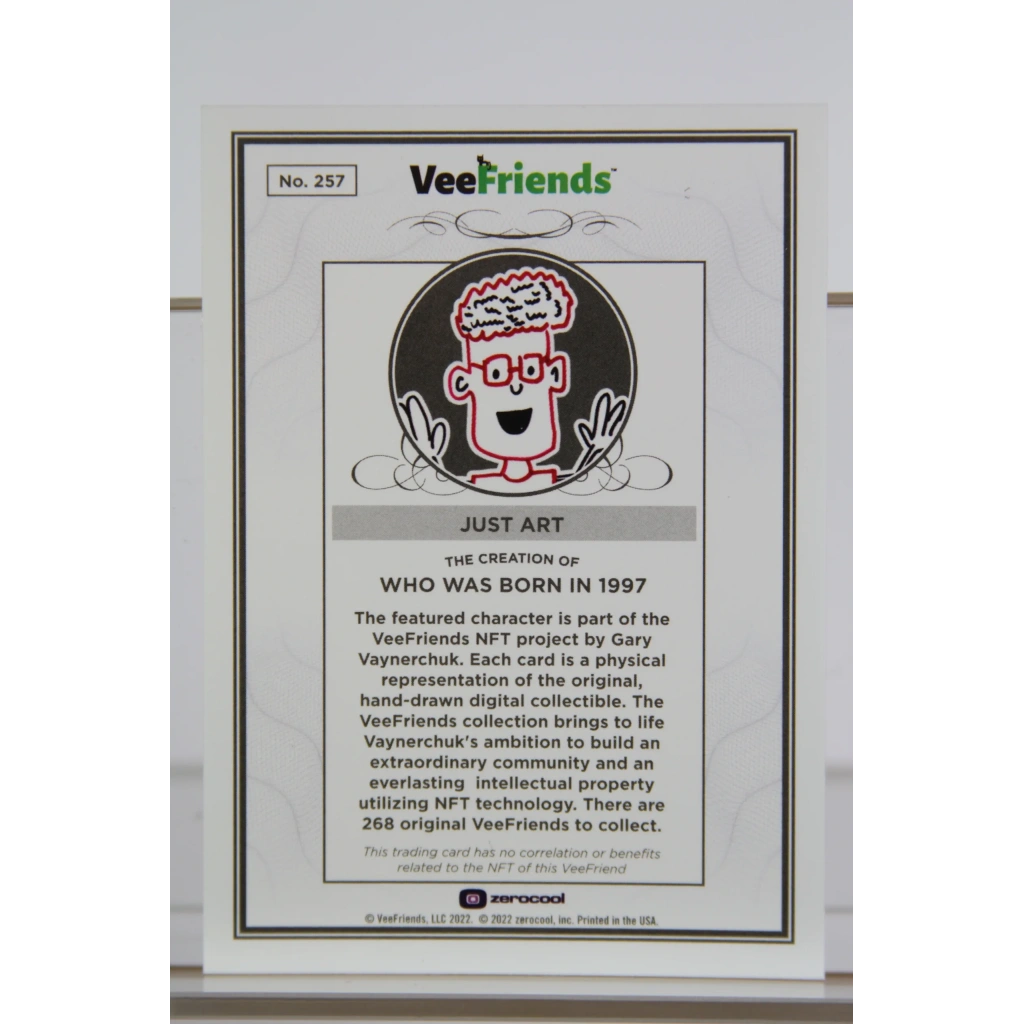 No. 257
VeeFriends™
JUST ART
THE CREATION OF
WHO WAS BORN IN 1997
The featured character is part of the
VeeFriends NFT project by Gary
Vaynerchuk. Each card is a physical
representation of the original,
hand-drawn digital collectible. The
VeeFriends collection brings to life
Vaynerchuk's ambition to build an
extraordinary community and an
everlasting intellectual property
utilizing NFT technology. There are
268 original VeeFriends to collect.
This trading card has no correlation or benefits
related to the NFT of this VeeFriend
zerocool
© VeeFriends, LLC 2022. © 2022 zerocool, inc. Printed in the USA.